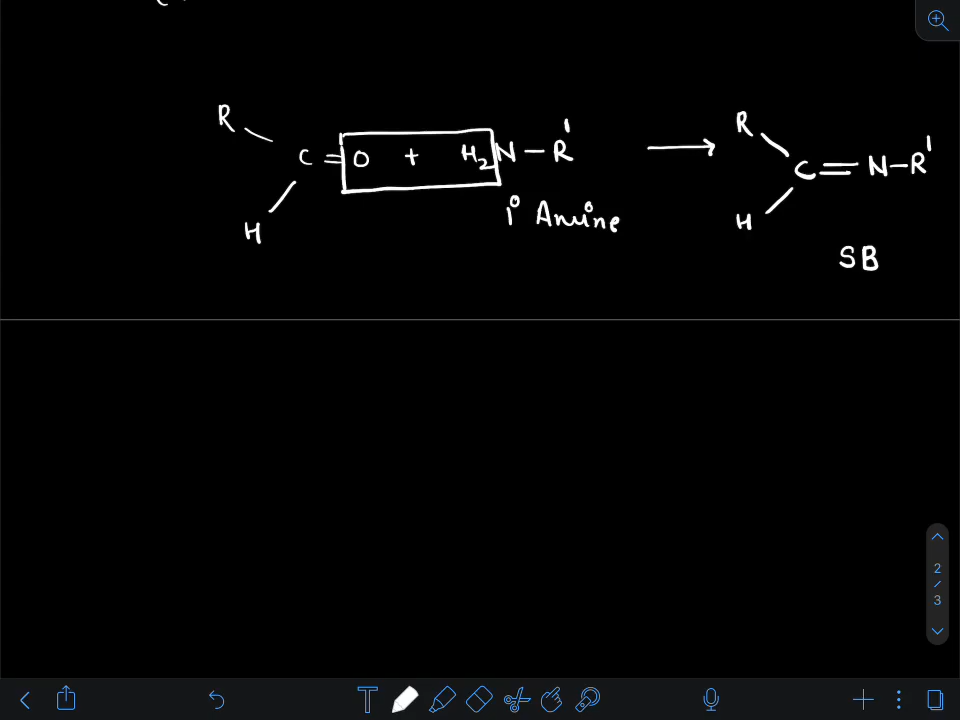 R
C = O + H₂N – R'
H
1° Amine
R
C = N – R'
H
SB
2
/
3
T